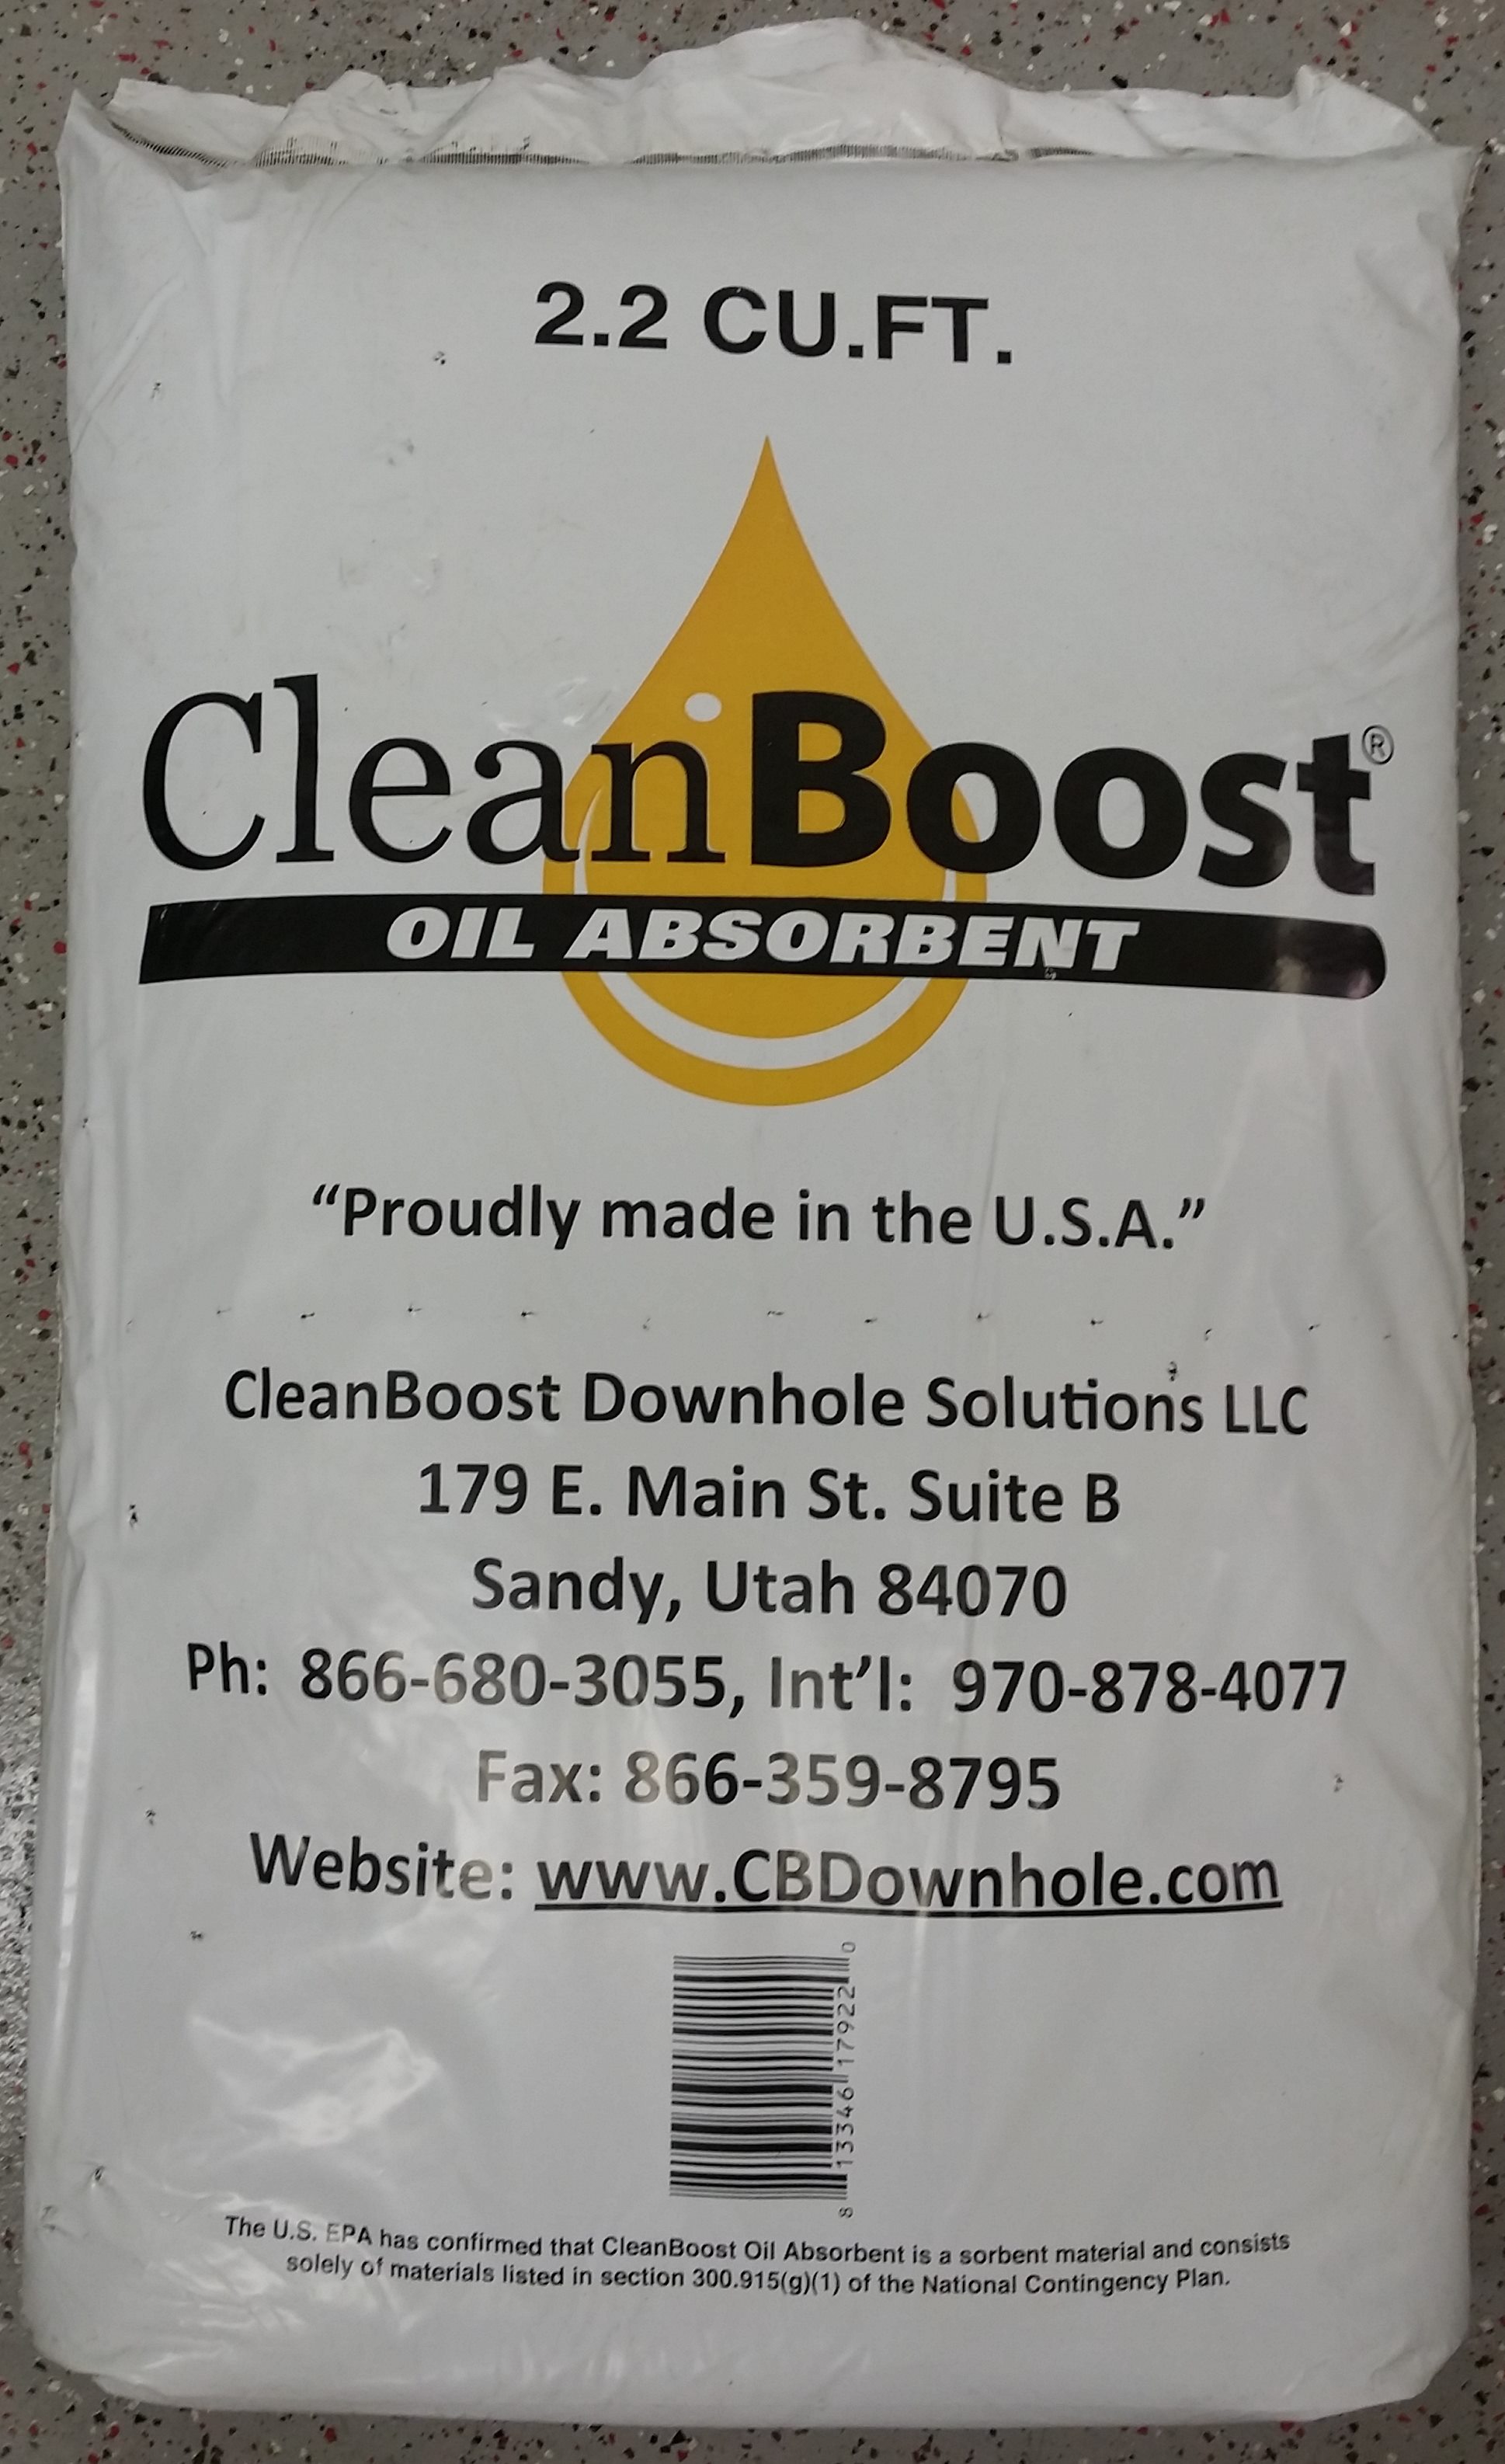 2.2 CU.FT.
CleanBoost®
OIL ABSORBENT
“Proudly made in the U.S.A.”
CleanBoost Downhole Solutions LLC
179 E. Main St. Suite B
Sandy, Utah 84070
Ph: 866-680-3055, Int’l: 970-878-4077
Fax: 866-359-8795
Website: www.CBDownhole.com
8 13346 17922 0
The U.S. EPA has confirmed that CleanBoost Oil Absorbent is a sorbent material and consists
solely of materials listed in section 300.915(g)(1) of the National Contingency Plan.